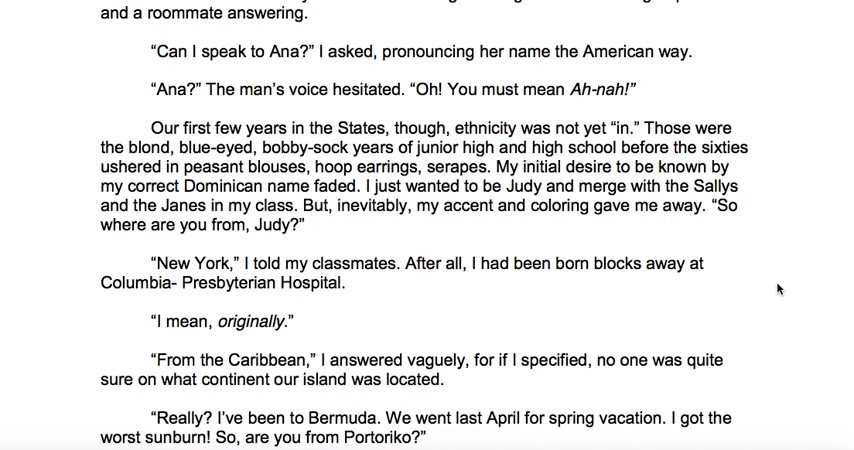 and a roommate answering.
“Can I speak to Ana?” I asked, pronouncing her name the American way.
“Ana?” The man’s voice hesitated. “Oh! You must mean Ah-nah!”
Our first few years in the States, though, ethnicity was not yet “in.” Those were
the blond, blue-eyed, bobby-sock years of junior high and high school before the sixties
ushered in peasant blouses, hoop earrings, serapes. My initial desire to be known by
my correct Dominican name faded. I just wanted to be Judy and merge with the Sallys
and the Janes in my class. But, inevitably, my accent and coloring gave me away. “So
where are you from, Judy?”
“New York,” I told my classmates. After all, I had been born blocks away at
Columbia- Presbyterian Hospital.
“I mean, originally.”
“From the Caribbean,” I answered vaguely, for if I specified, no one was quite
sure on what continent our island was located.
“Really? I’ve been to Bermuda. We went last April for spring vacation. I got the
worst sunburn! So, are you from Portoriko?”